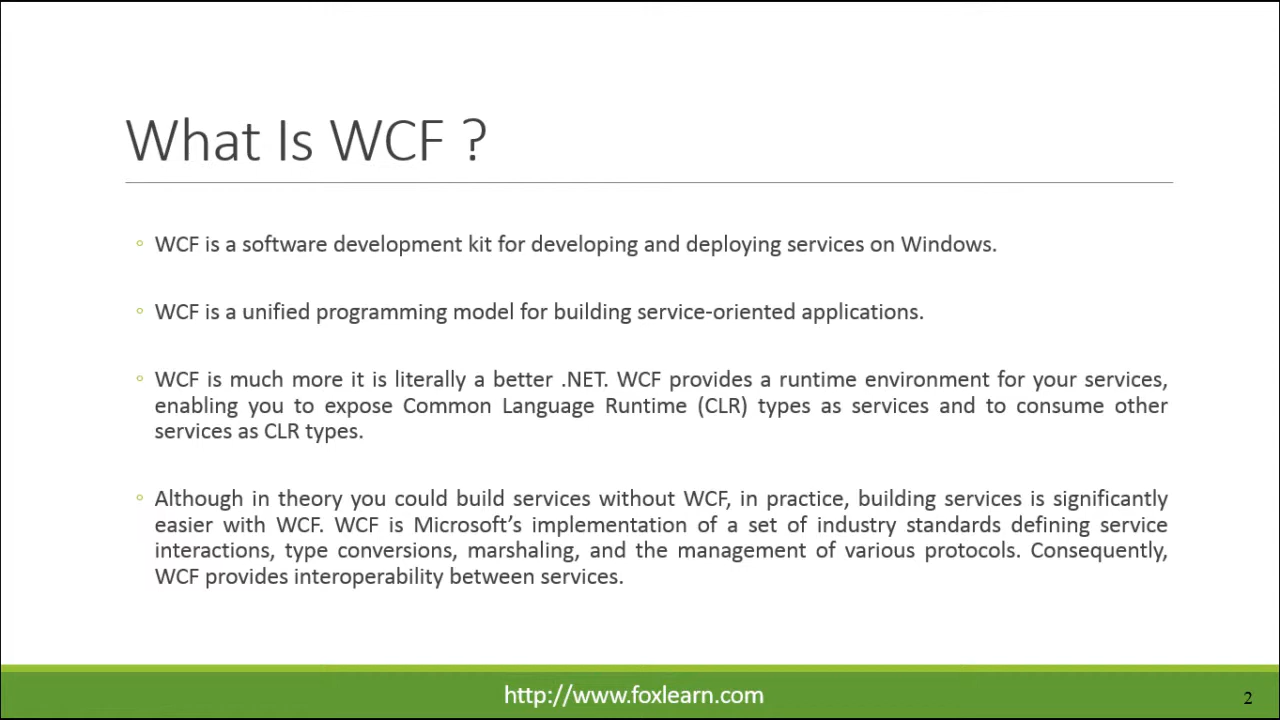 What Is WCF ?
◦ WCF is a software development kit for developing and deploying services on Windows.
◦ WCF is a unified programming model for building service-oriented applications.
◦ WCF is much more it is literally a better .NET. WCF provides a runtime environment for your services,
enabling you to expose Common Language Runtime (CLR) types as services and to consume other
services as CLR types.
◦ Although in theory you could build services without WCF, in practice, building services is significantly
easier with WCF. WCF is Microsoft’s implementation of a set of industry standards defining service
interactions, type conversions, marshaling, and the management of various protocols. Consequently,
WCF provides interoperability between services.
http://www.foxlearn.com
2